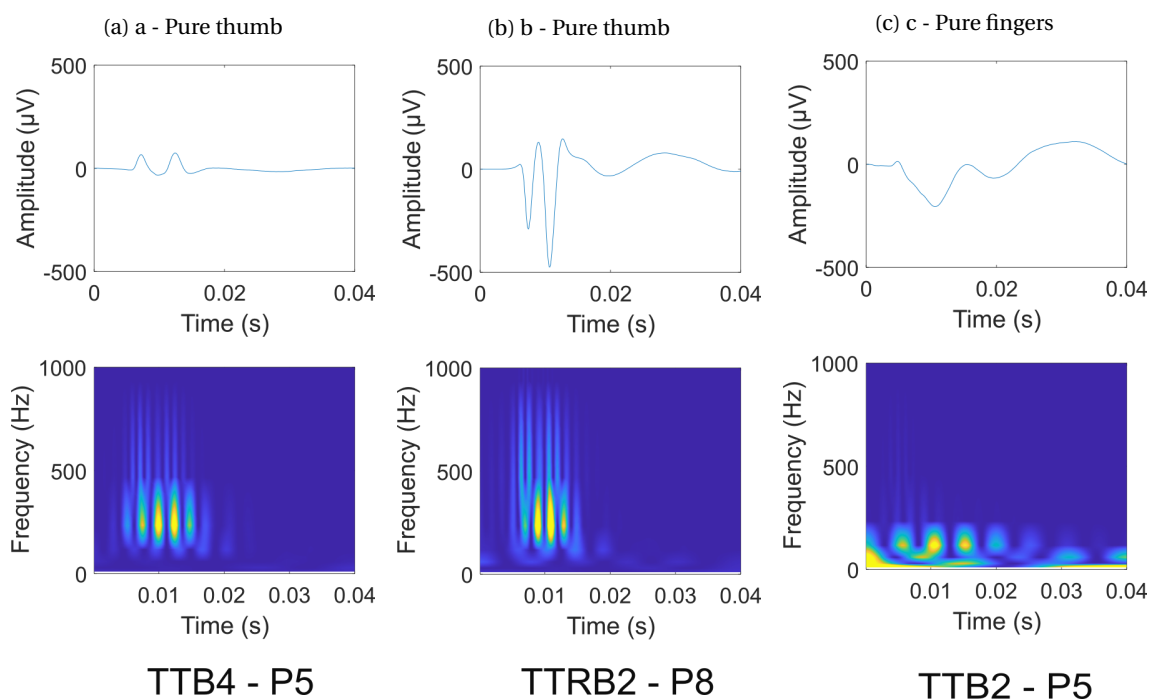 (a) a - Pure thumb
(b) b - Pure thumb
(c) c - Pure fingers
500
0
-500
Amplitude (µV)
0
0.02
0.04
Time (s)
500
0
-500
Amplitude (µV)
0
0.02
0.04
Time (s)
500
0
-500
Amplitude (µV)
0
0.02
0.04
Time (s)
1000
500
0
Frequency (Hz)
0.01
0.02
0.03
0.04
Time (s)
1000
500
0
Frequency (Hz)
0.01
0.02
0.03
0.04
Time (s)
1000
500
0
Frequency (Hz)
0.01
0.02
0.03
0.04
Time (s)
TTB4 - P5
TTRB2 - P8
TTB2 - P5